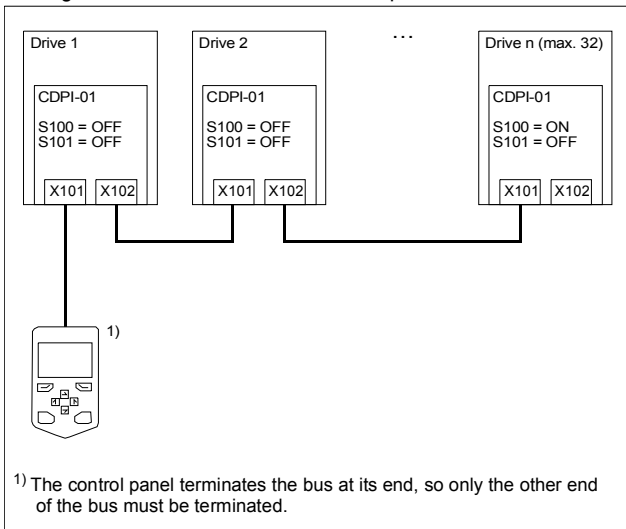 Drive 1
Drive 2
...
Drive n (max. 32)
CDPI-01
S100 = OFF
S101 = OFF
CDPI-01
S100 = OFF
S101 = OFF
CDPI-01
S100 = ON
S101 = OFF
X101 X102
X101 X102
X101 X102
1)
1) The control panel terminates the bus at its end, so only the other end
of the bus must be terminated.